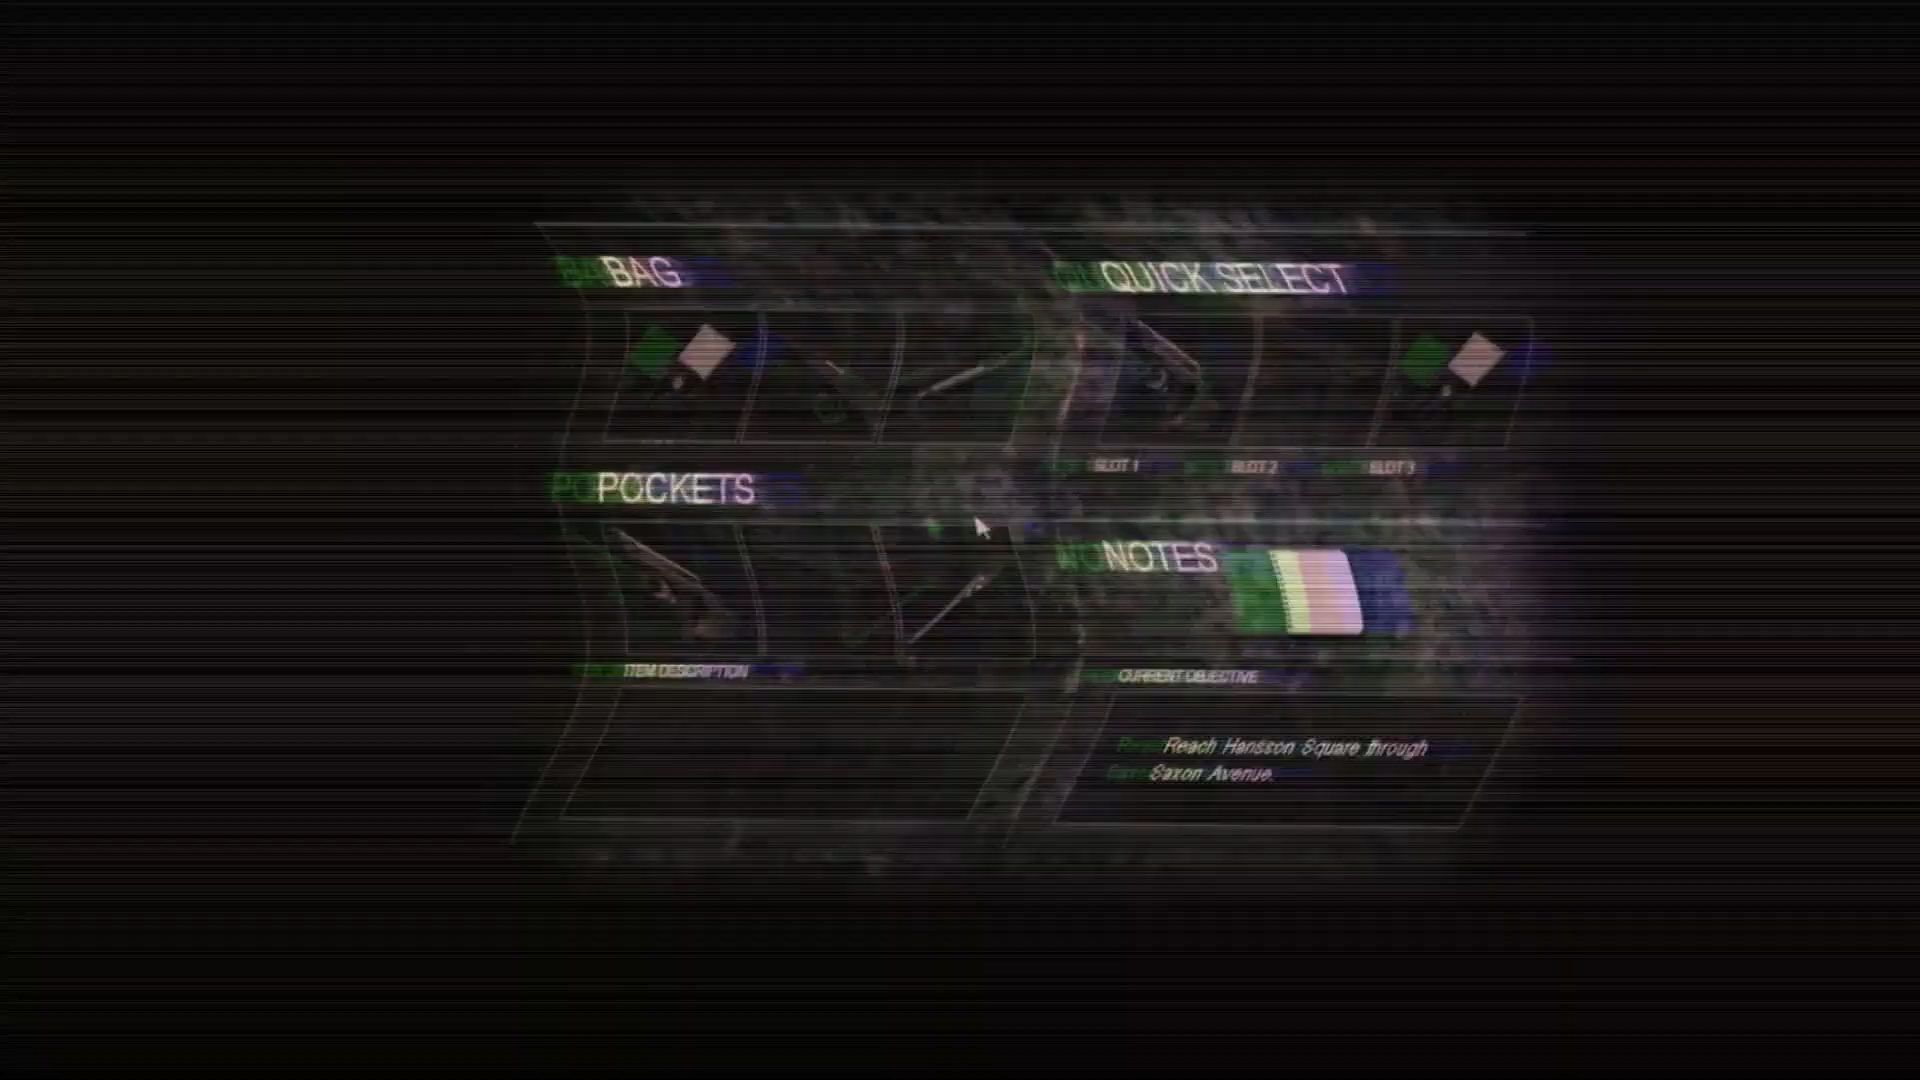 BAG
QUICK SELECT
SLOT 1
SLOT 2
SLOT 3
POCKETS
NOTES
ITEM DESCRIPTION
CURRENT OBJECTIVE
Reach Hansson Square through
Saxon Avenue.